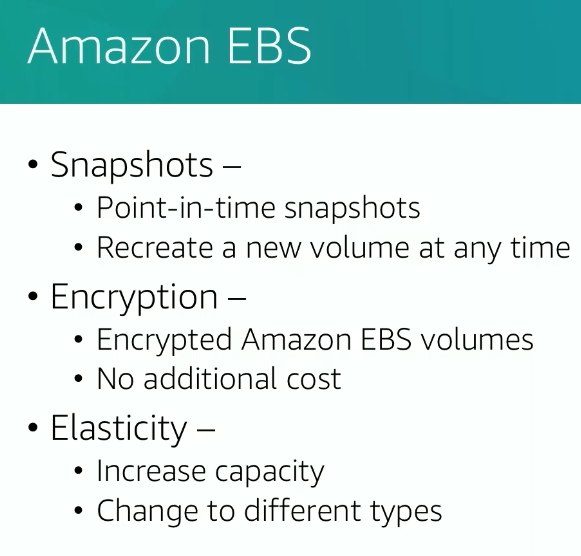 Amazon EBS
• Snapshots –
• Point-in-time snapshots
• Recreate a new volume at any time
• Encryption –
• Encrypted Amazon EBS volumes
• No additional cost
• Elasticity –
• Increase capacity
• Change to different types